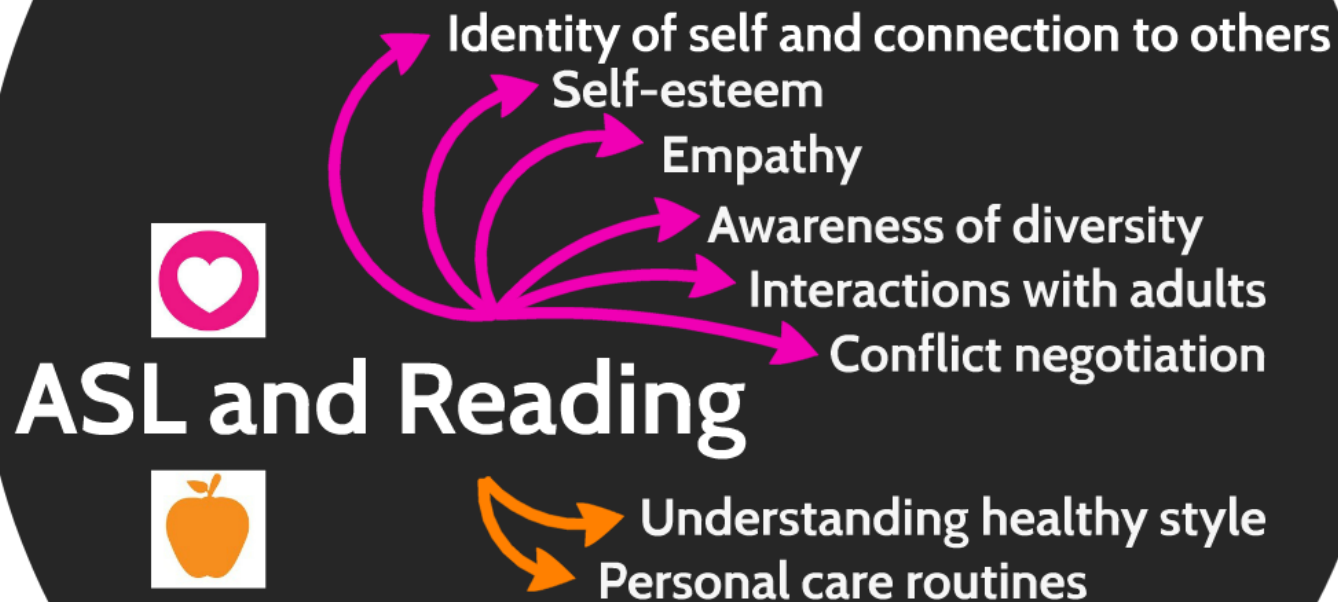 Identity of self and connection to others
Self-esteem
Empathy
Awareness of diversity
Interactions with adults
Conflict negotiation
ASL and Reading
Understanding healthy style
Personal care routines